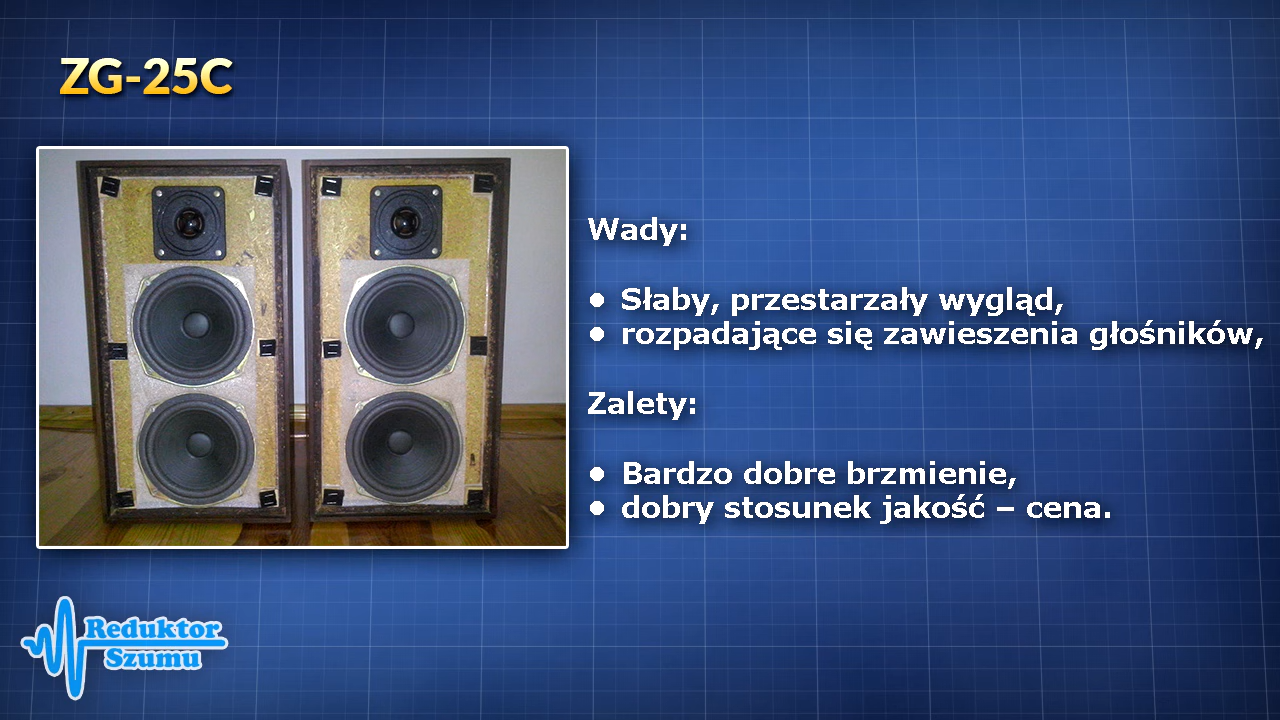 ZG-25C
Wady:
• Słaby, przestarzały wygląd,
• rozpadające się zawieszenia głośników,
Zalety:
• Bardzo dobre brzmienie,
• dobry stosunek jakość – cena.
Reduktor
Szumu